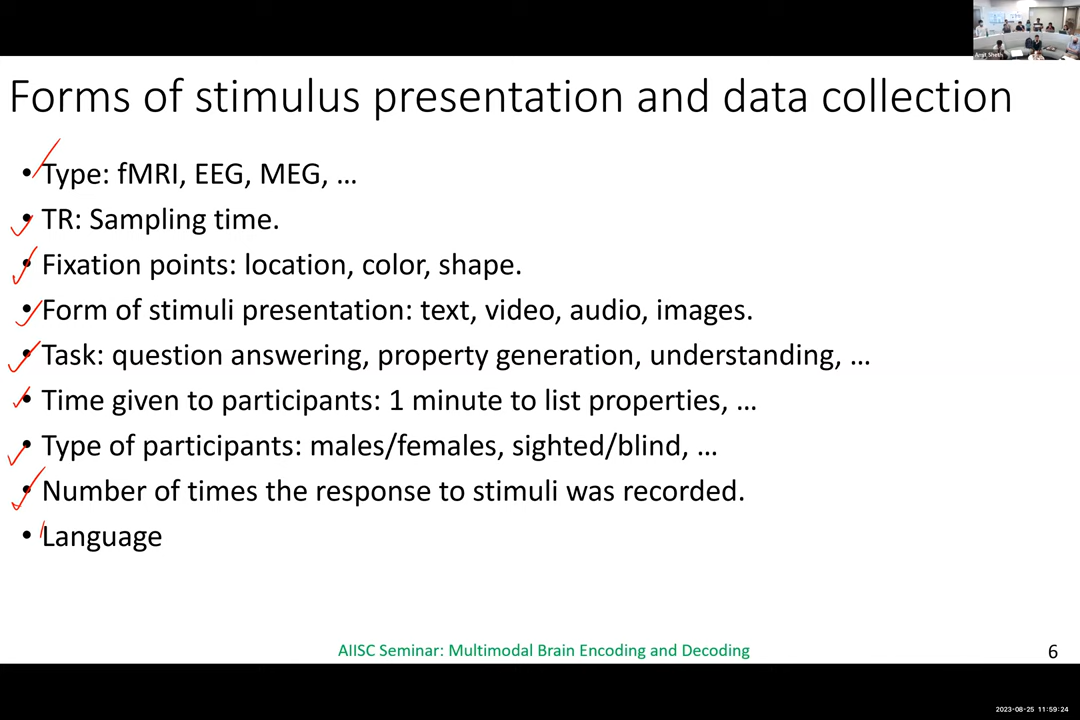 Amit Sheth
Forms of stimulus presentation and data collection
• Type: fMRI, EEG, MEG, …
• TR: Sampling time.
• Fixation points: location, color, shape.
• Form of stimuli presentation: text, video, audio, images.
• Task: question answering, property generation, understanding, …
• Time given to participants: 1 minute to list properties, …
• Type of participants: males/females, sighted/blind, …
• Number of times the response to stimuli was recorded.
• Language
AIISC Seminar: Multimodal Brain Encoding and Decoding
6
2023-08-25 11:59:24